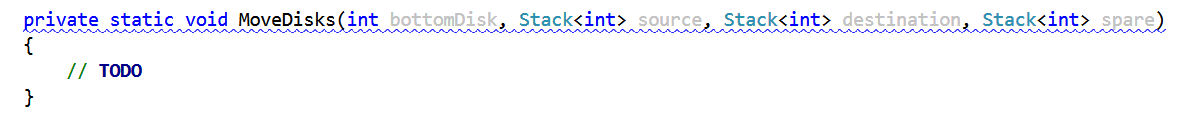 private static void MoveDisks(int bottomDisk, Stack<int> source, Stack<int> destination, Stack<int> spare)
{
// TODO
}